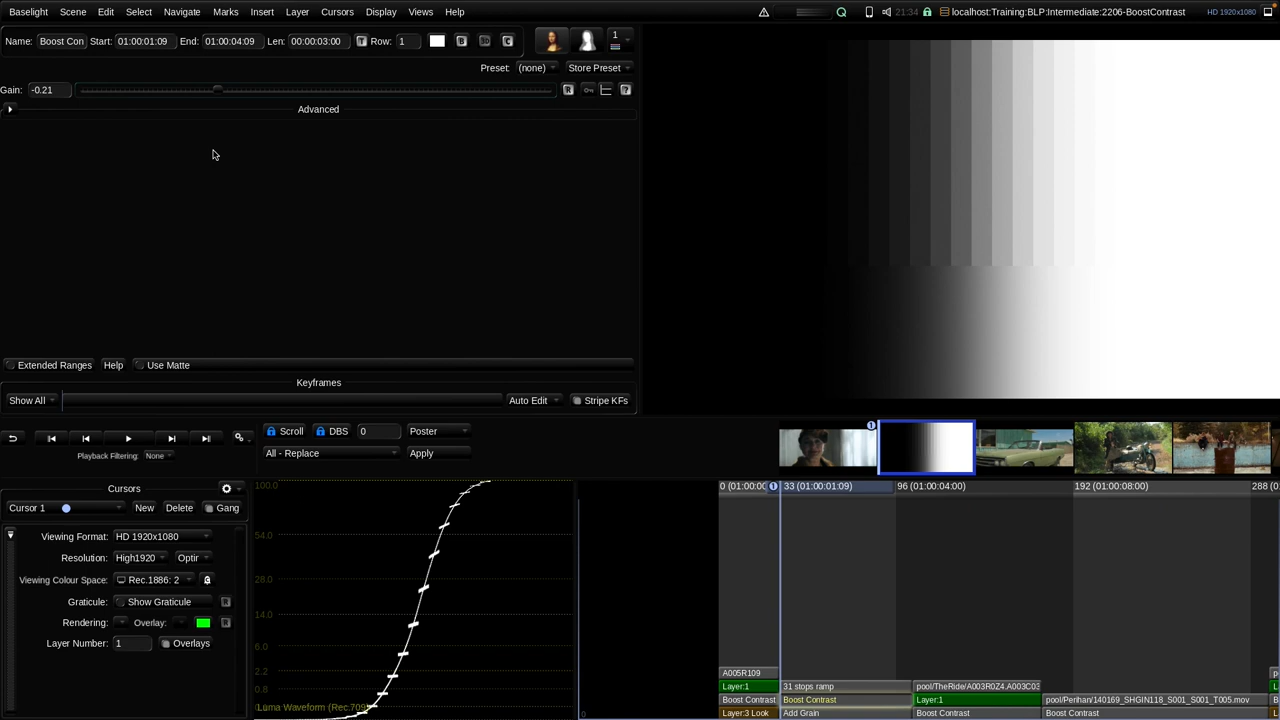 Baselight Scene Edit Select Navigate Marks Insert Layer Cursors Display Views Help 21:34 localhost:Training:BLP:Intermediate:2206-BoostContrast HD 1920x1080
Name: Boost Con Start: 01:00:01:09 End: 01:00:04:09 Len: 00:00:03:00 Row: 1
1
Preset: (none) Store Preset
Gain: -0.21
Advanced
Extended Ranges Help Use Matte
Keyframes
Show All Auto Edit Stripe KFs
Scroll DBS 0 Poster
All - Replace Apply
Playback Filtering: None
Cursors
Cursor 1 New Delete Gang
Viewing Format: HD 1920x1080
Resolution: High1920 Optir
Viewing Colour Space: Rec.1886: 2
Graticule: Show Graticule R
Rendering: Overlay: R
Layer Number: 1 Overlays
100.0
54.0
28.0
14.0
6.0
2.2
0.8
Luma Waveform (Rec.709
0
1
0 (01:00:00 1 33 (01:00:01:09) 96 (01:00:04:00) 192 (01:00:08:00) 288 (0
A005R109
Layer:1 31 stops ramp pool/TheRide/A003R0Z4.A003C03
Boost Contrast Boost Contrast Layer:1 pool/Perihan/140169_SHGIN118_S001_S001_T005.mov
Layer:3 Look Add Grain Boost Contrast Boost Contrast